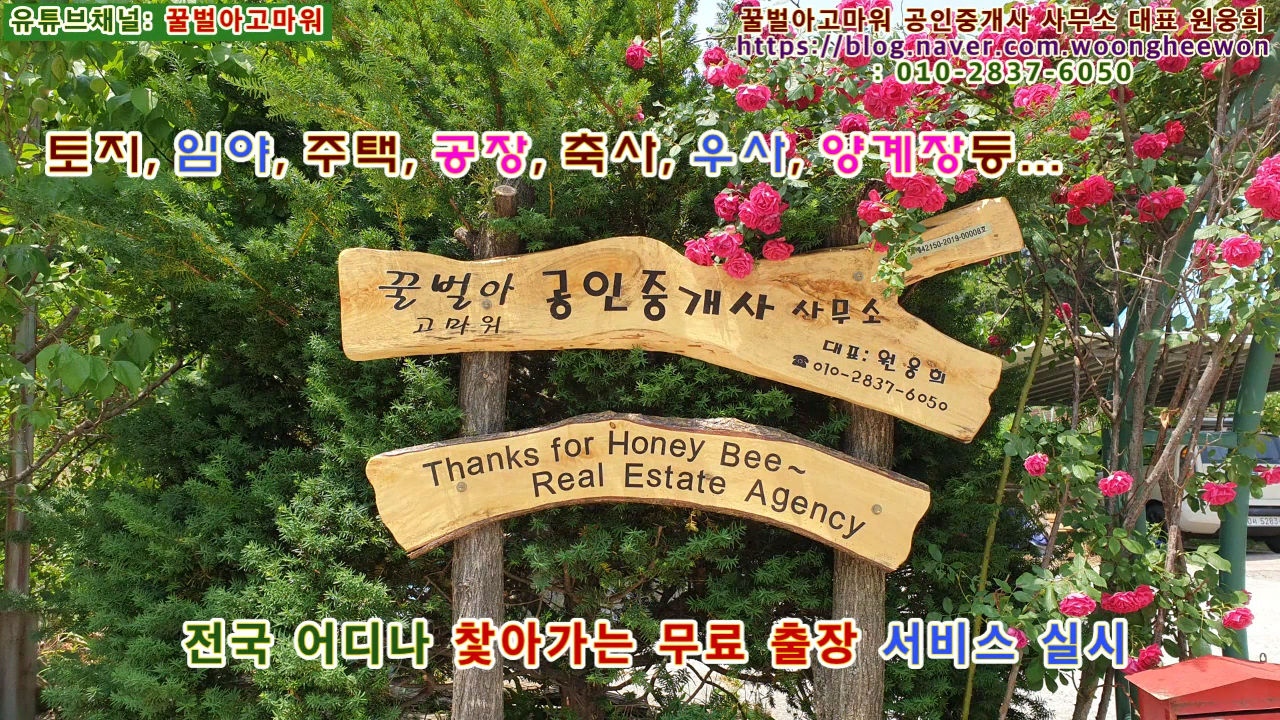 유튜브채널: 꿀벌아고마워
꿀벌아고마워 공인중개사 사무소 대표 원웅희
https://blog.naver.com.woongheewon
: 010-2837-6050
토지, 임야, 주택, 공장, 축사, 우사, 양계장등...
꿀벌아 공인중개사 사무소
고마워
대표: 원웅희
☎010-2837-6050
Thanks for Honey Bee~
Real Estate Agency
전국 어디나 찾아가는 무료 출장 서비스 실시